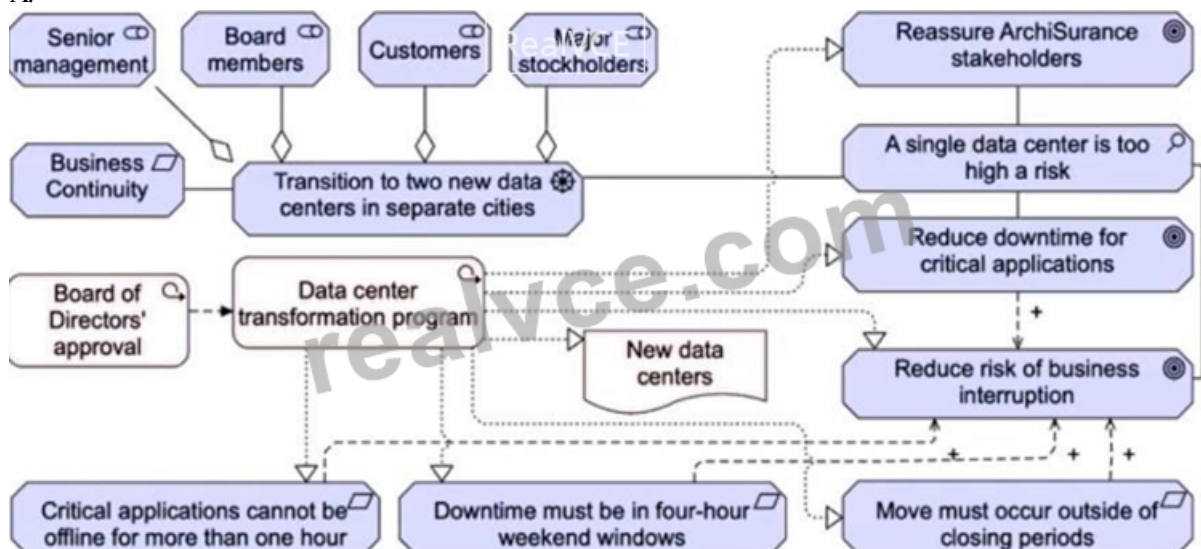 A.
Senior
management
Board
members
Customers
RealVCE
Major
stockholders
Reassure ArchiSurance
stakeholders
Business
Continuity
Transition to two new data
centers in separate cities
A single data center is too
high a risk
Reduce downtime for
critical applications
realvce.com
Board of
Directors'
approval
Data center
transformation program
+
New data
centers
Reduce risk of business
interruption
+
+
+
Critical applications cannot be
offline for more than one hour
Downtime must be in four-hour
weekend windows
Move must occur outside of
closing periods